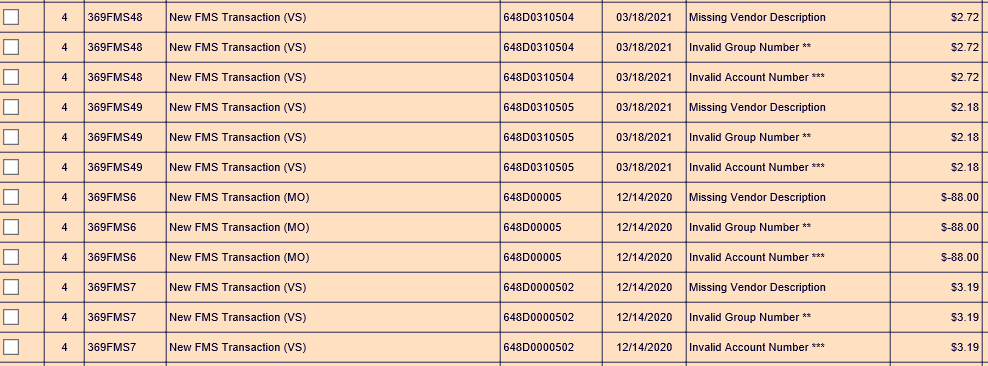 4 369FMS48 New FMS Transaction (VS) 648D0310504 03/18/2021 Missing Vendor Description $2.72
4 369FMS48 New FMS Transaction (VS) 648D0310504 03/18/2021 Invalid Group Number ** $2.72
4 369FMS48 New FMS Transaction (VS) 648D0310504 03/18/2021 Invalid Account Number *** $2.72
4 369FMS49 New FMS Transaction (VS) 648D0310505 03/18/2021 Missing Vendor Description $2.18
4 369FMS49 New FMS Transaction (VS) 648D0310505 03/18/2021 Invalid Group Number ** $2.18
4 369FMS49 New FMS Transaction (VS) 648D0310505 03/18/2021 Invalid Account Number *** $2.18
4 369FMS6 New FMS Transaction (MO) 648D00005 12/14/2020 Missing Vendor Description $-88.00
4 369FMS6 New FMS Transaction (MO) 648D00005 12/14/2020 Invalid Group Number ** $-88.00
4 369FMS6 New FMS Transaction (MO) 648D00005 12/14/2020 Invalid Account Number *** $-88.00
4 369FMS7 New FMS Transaction (VS) 648D0000502 12/14/2020 Missing Vendor Description $3.19
4 369FMS7 New FMS Transaction (VS) 648D0000502 12/14/2020 Invalid Group Number ** $3.19
4 369FMS7 New FMS Transaction (VS) 648D0000502 12/14/2020 Invalid Account Number *** $3.19